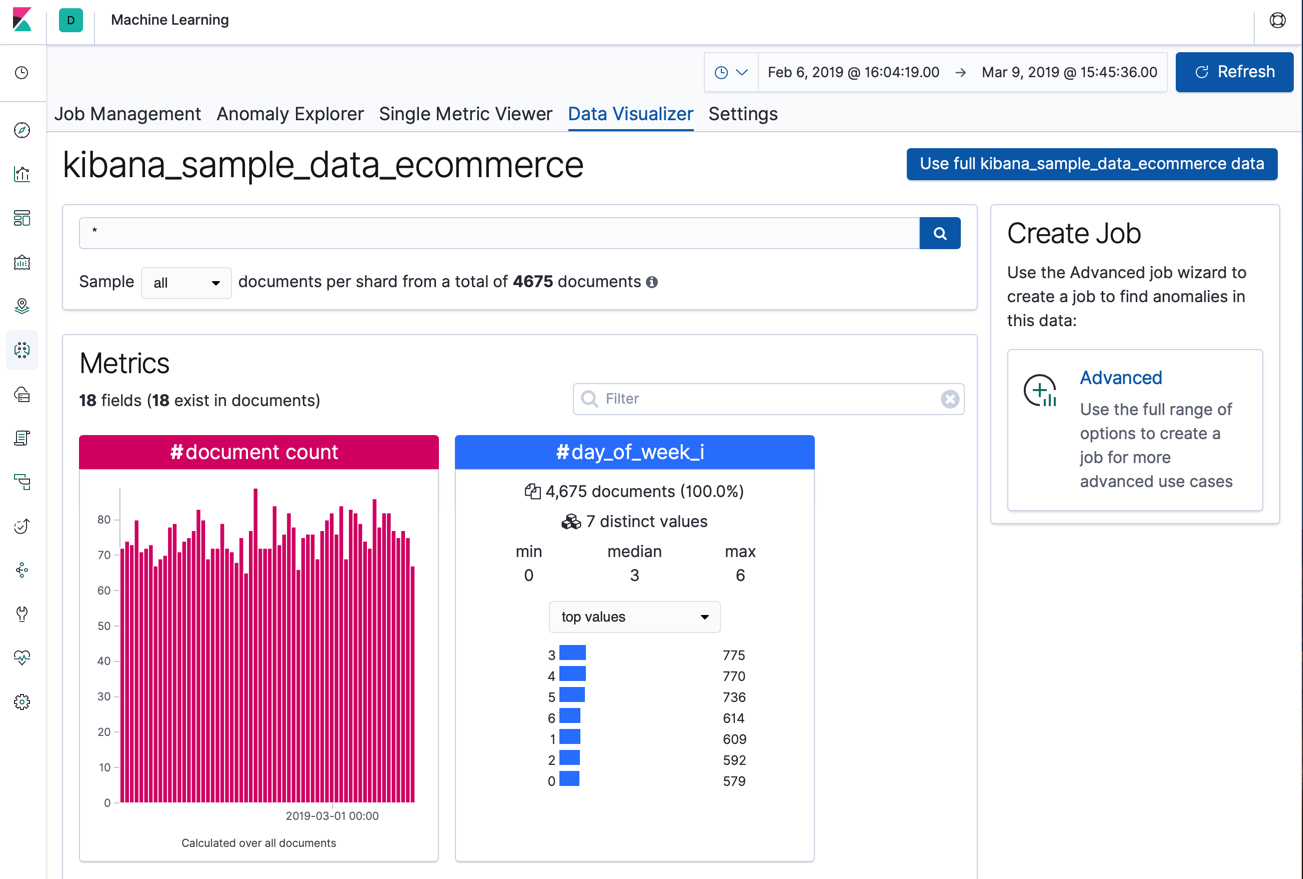 D
Machine Learning
Feb 6, 2019 @ 16:04:19.00 → Mar 9, 2019 @ 15:45:36.00
Refresh
Job Management Anomaly Explorer Single Metric Viewer Data Visualizer Settings
kibana_sample_data_ecommerce
Use full kibana_sample_data_ecommerce data
*
Sample all documents per shard from a total of 4675 documents
Create Job
Use the Advanced job wizard to
create a job to find anomalies in
this data:
Advanced
Use the full range of
options to create a
job for more
advanced use cases
Metrics
18 fields (18 exist in documents)
Filter
#document count
80
70
60
50
40
30
20
10
0
2019-03-01 00:00
Calculated over all documents
#day_of_week_i
4,675 documents (100.0%)
7 distinct values
min median max
0 3 6
top values
3 775
4 770
5 736
6 614
1 609
2 592
0 579